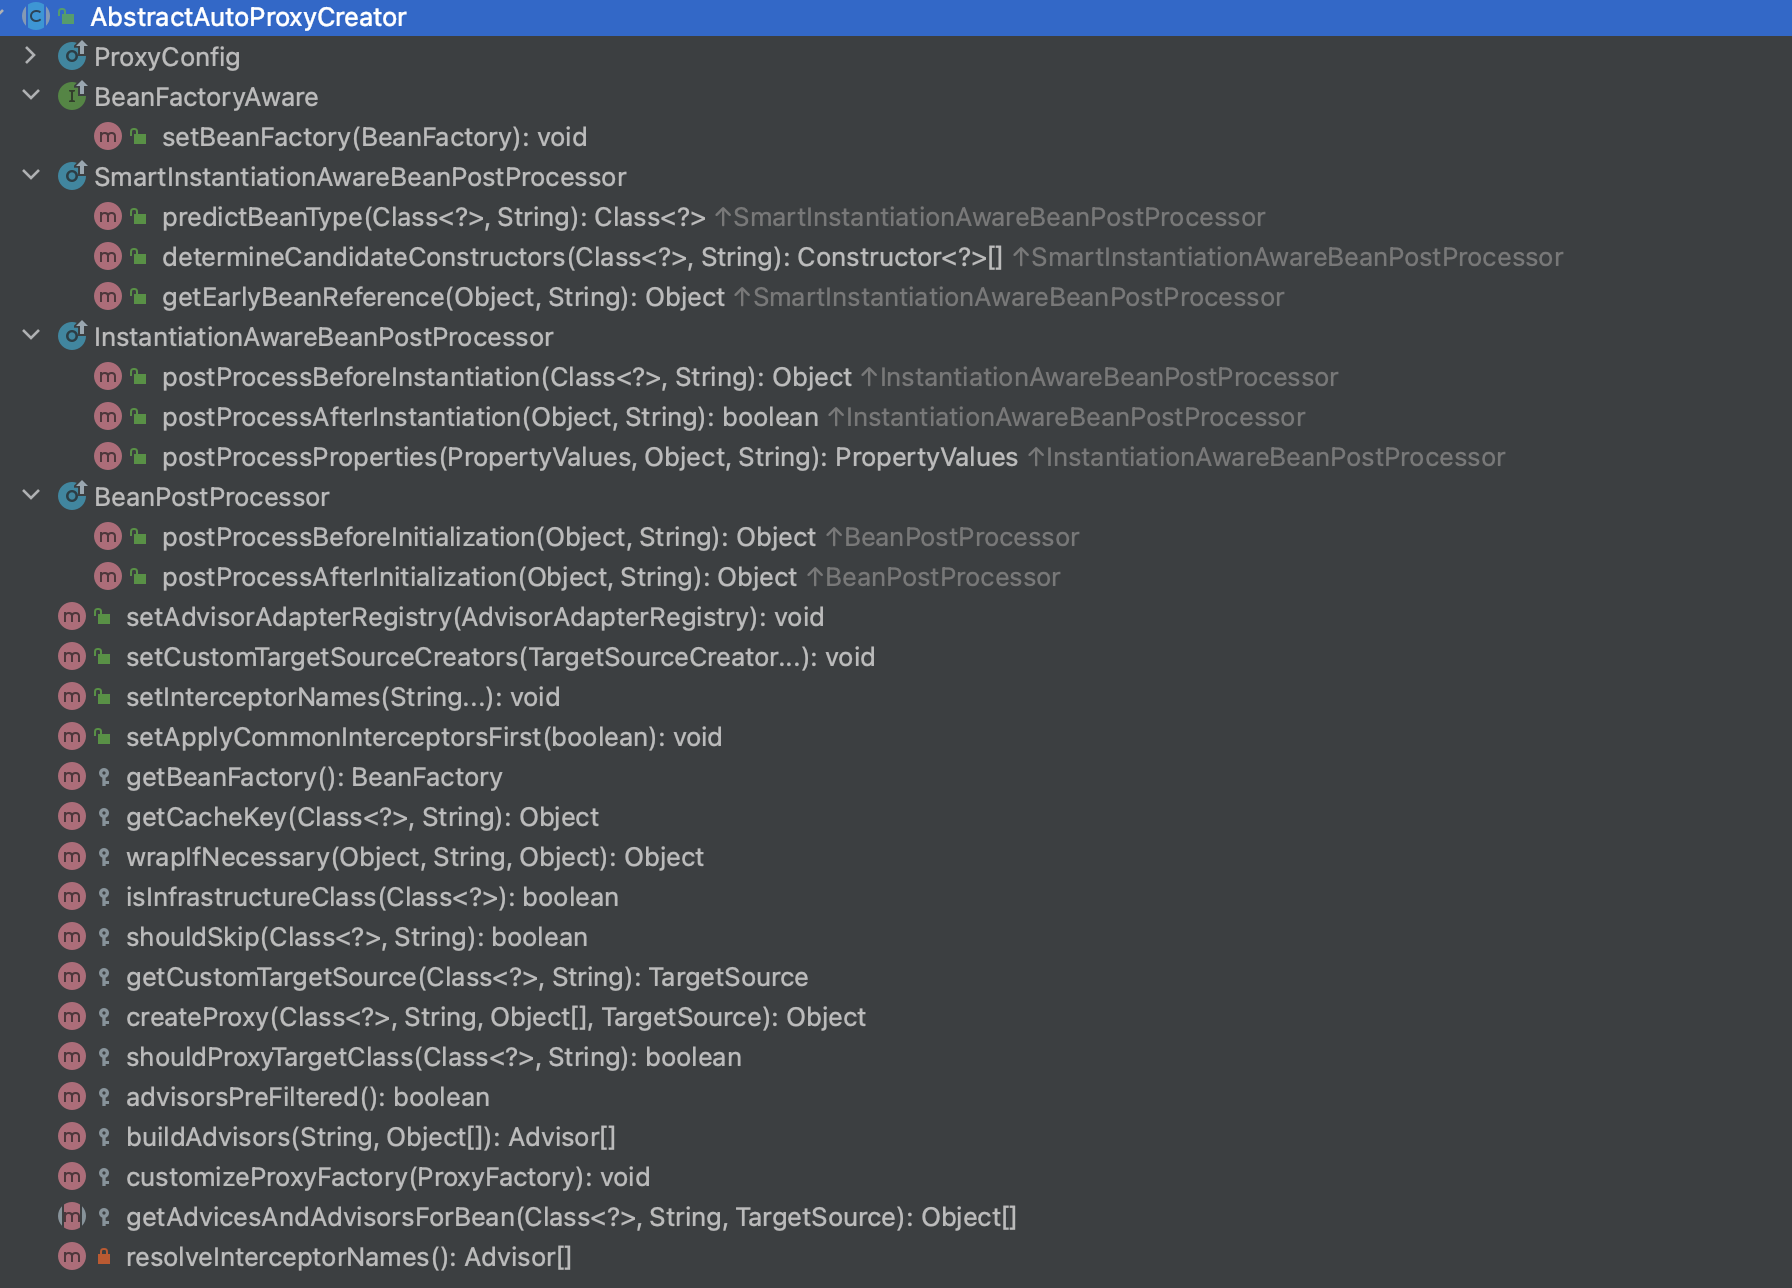 AbstractAutoProxyCreator
ProxyConfig
BeanFactoryAware
setBeanFactory(BeanFactory): void
SmartInstantiationAwareBeanPostProcessor
predictBeanType(Class<?>, String): Class<?> ↑SmartInstantiationAwareBeanPostProcessor
determineCandidateConstructors(Class<?>, String): Constructor<?>[] ↑SmartInstantiationAwareBeanPostProcessor
getEarlyBeanReference(Object, String): Object ↑SmartInstantiationAwareBeanPostProcessor
InstantiationAwareBeanPostProcessor
postProcessBeforeInstantiation(Class<?>, String): Object ↑InstantiationAwareBeanPostProcessor
postProcessAfterInstantiation(Object, String): boolean ↑InstantiationAwareBeanPostProcessor
postProcessProperties(PropertyValues, Object, String): PropertyValues ↑InstantiationAwareBeanPostProcessor
BeanPostProcessor
postProcessBeforeInitialization(Object, String): Object ↑BeanPostProcessor
postProcessAfterInitialization(Object, String): Object ↑BeanPostProcessor
setAdvisorAdapterRegistry(AdvisorAdapterRegistry): void
setCustomTargetSourceCreators(TargetSourceCreator...): void
setInterceptorNames(String...): void
setApplyCommonInterceptorsFirst(boolean): void
getBeanFactory(): BeanFactory
getCacheKey(Class<?>, String): Object
wrapIfNecessary(Object, String, Object): Object
isInfrastructureClass(Class<?>): boolean
shouldSkip(Class<?>, String): boolean
getCustomTargetSource(Class<?>, String): TargetSource
createProxy(Class<?>, String, Object[], TargetSource): Object
shouldProxyTargetClass(Class<?>, String): boolean
advisorsPreFiltered(): boolean
buildAdvisors(String, Object[]): Advisor[]
customizeProxyFactory(ProxyFactory): void
getAdvicesAndAdvisorsForBean(Class<?>, String, TargetSource): Object[]
resolveInterceptorNames(): Advisor[]